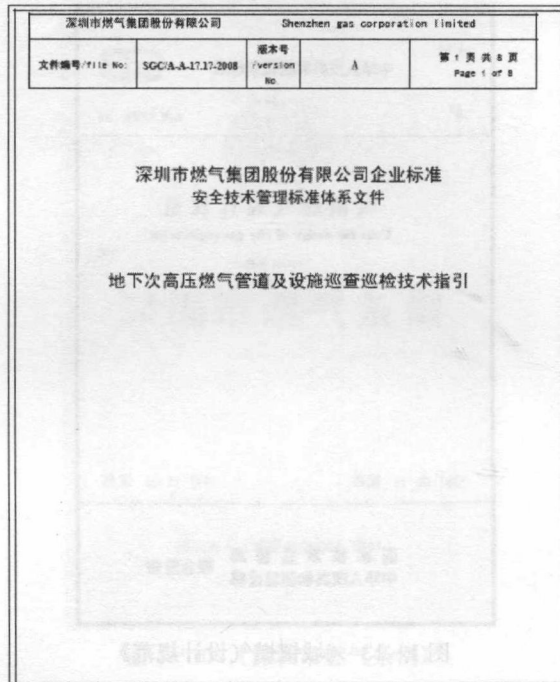 深圳市燃气集团股份有限公司 Shenzhen gas corporation limited
文件编号/file No: SGC/A-A-17.17-2008 版本号/version No A 第 1 页 共 8 页
Page 1 of 8
深圳市燃气集团股份有限公司企业标准
安全技术管理标准体系文件
地下次高压燃气管道及设施巡查巡检技术指引